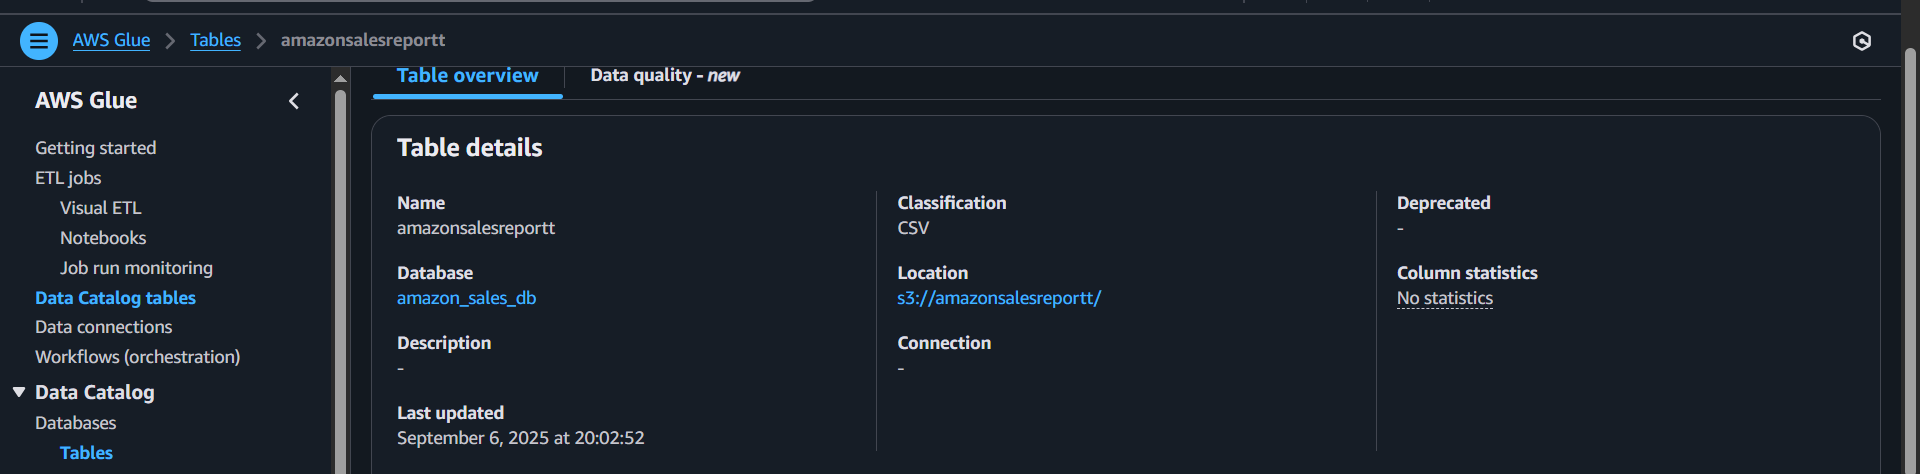 AWS Glue > Tables > amazonsalesreportt
AWS Glue
Getting started
ETL jobs
Visual ETL
Notebooks
Job run monitoring
Data Catalog tables
Data connections
Workflows (orchestration)
Data Catalog
Databases
Tables
Table overview
Data quality - new
Table details
Name
amazonsalesreportt
Database
amazon_sales_db
Description
-
Last updated
September 6, 2025 at 20:02:52
Classification
CSV
Location
s3://amazonsalesreportt/
Connection
-
Deprecated
-
Column statistics
No statistics